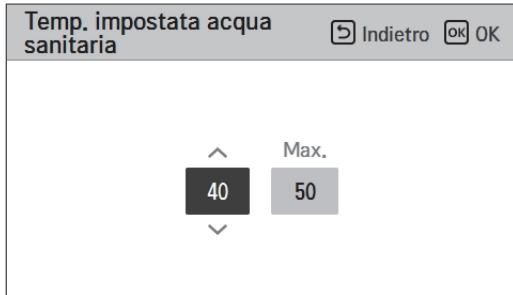 Temp. impostata acqua
sanitaria
Indietro OK OK
Max.
40 50